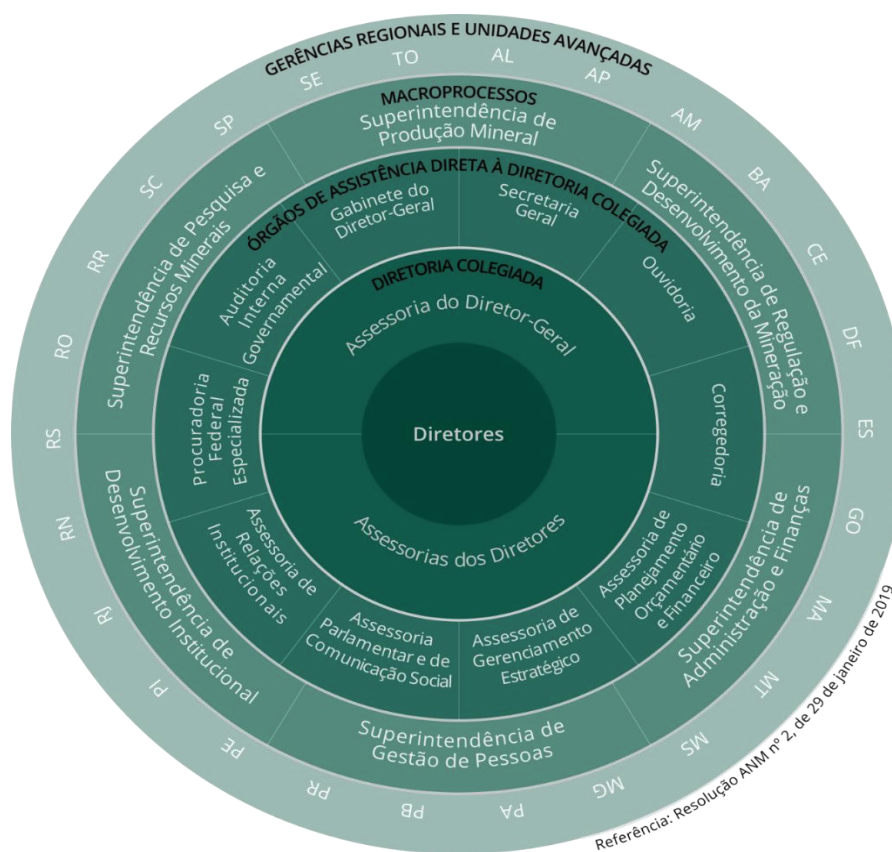 GERÊNCIAS REGIONAIS E UNIDADES AVANÇADAS
AL
AP
AM
BA
CE
DF
ES
GO
MA
MT
MS
MG
PA
PB
PR
PE
PI
RJ
RN
RS
RO
RR
SC
SP
SE
TO
MACROPROCESSOS
Superintendência de
Produção Mineral
Superintendência de Regulação e
Desenvolvimento da Mineração
Superintendência de
Administração e Finanças
Superintendência de
Gestão de Pessoas
Superintendência de
Desenvolvimento Institucional
Superintendência de Pesquisa e
Recursos Minerais
ÓRGÃOS DE ASSISTÊNCIA DIRETA À DIRETORIA COLEGIADA
Gabinete do
Diretor-Geral
Secretaria
Geral
Ouvidoria
Corregedoria
Assessoria de
Planejamento
Orçamentário
e Financeiro
Assessoria de
Gerenciamento
Estratégico
Assessoria
Parlamentar e de
Comunicação Social
Assessoria de
Relações
Institucionais
Procuradoria
Federal
Especializada
Auditoria
Interna
Governamental
DIRETORIA COLEGIADA
Assessoria do Diretor-Geral
Diretores
Assessorias dos Diretores
Referência: Resolução ANM nº 2, de 29 de janeiro de 2019